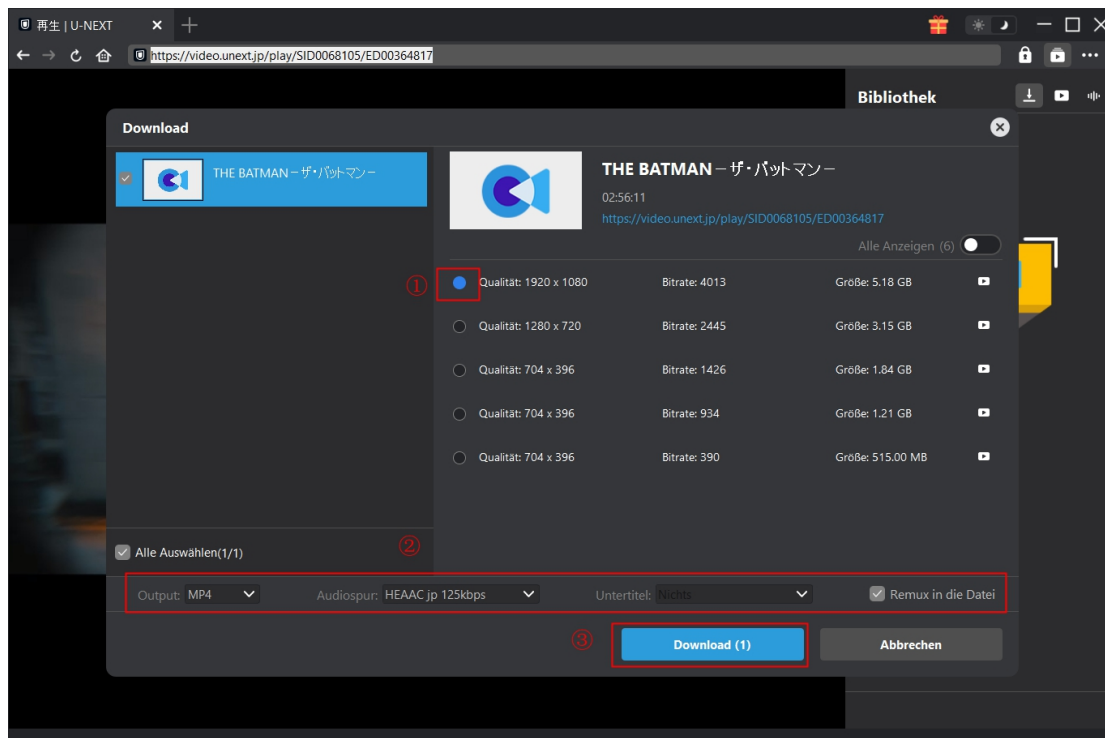 再生 | U-NEXT
https://video.unext.jp/play/SID0068105/ED00364817
Bibliothek
Download
THE BATMAN－ザ・バットマン－
THE BATMAN－ザ・バットマン－
02:56:11
https://video.unext.jp/play/SID0068105/ED00364817
Alle Anzeigen (6)
① Qualität: 1920 x 1080 Bitrate: 4013 Größe: 5.18 GB
Qualität: 1280 x 720 Bitrate: 2445 Größe: 3.15 GB
Qualität: 704 x 396 Bitrate: 1426 Größe: 1.84 GB
Qualität: 704 x 396 Bitrate: 934 Größe: 1.21 GB
Qualität: 704 x 396 Bitrate: 390 Größe: 515.00 MB
Alle Auswählen(1/1) ②
Output: MP4 Audiospur: HEAAC jp 125kbps Untertitel: Nichts Remux in die Datei
③ Download (1) Abbrechen